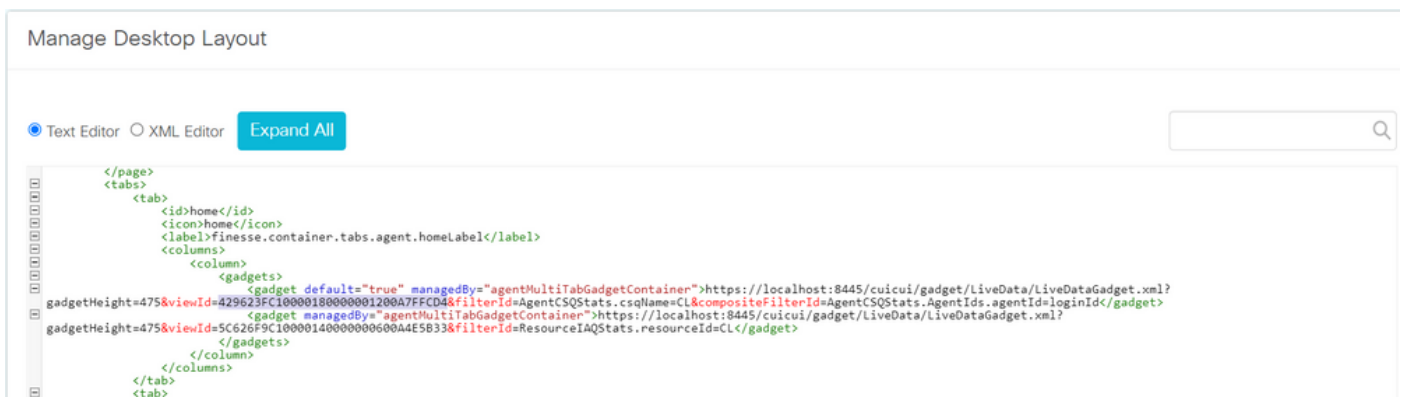 Manage Desktop Layout
Text Editor XML Editor Expand All
</page>
<tabs>
<tab>
<id>home</id>
<icon>home</icon>
<label>finesse.container.tabs.agent.homeLabel</label>
<columns>
<column>
<gadgets>
<gadget default="true" managedBy="agentMultiTabGadgetContainer">https://localhost:8445/cuicui/gadget/LiveData/LiveDataGadget.xml?
gadgetHeight=475&viewId=429623FC10000180000001200A7FFCD4&filterId=AgentCSQStats.csqName=CL&compositeFilterId=AgentCSQStats.AgentIds.agentId=loginId</gadget>
<gadget managedBy="agentMultiTabGadgetContainer">https://localhost:8445/cuicui/gadget/LiveData/LiveDataGadget.xml?
gadgetHeight=475&viewId=5C626F9C10000140000000600A4E5B33&filterId=ResourceIAQStats.resourceId=CL</gadget>
</gadgets>
</column>
</columns>
</tab>
<tab>